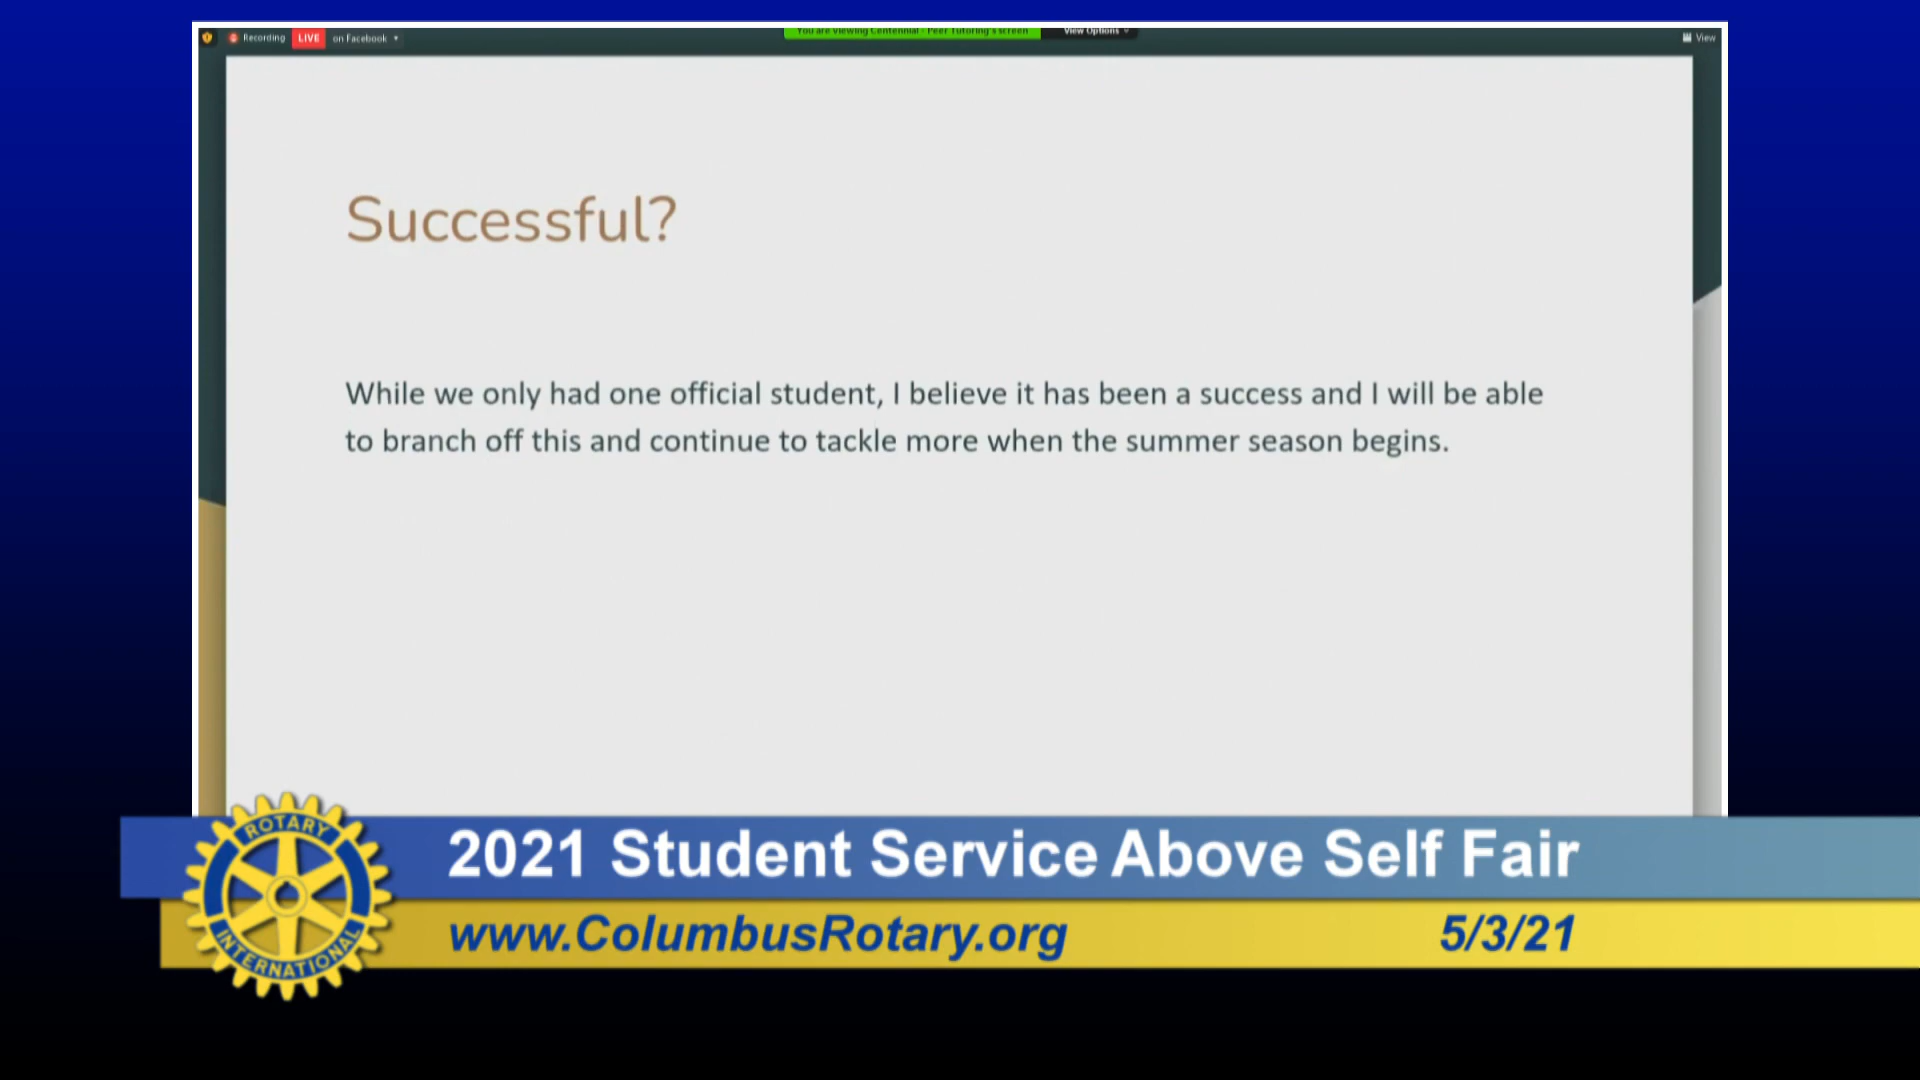 Recording LIVE on Facebook
You are viewing Centennial - Peer Tutoring's screen View Options
View
Successful?
While we only had one official student, I believe it has been a success and I will be able
to branch off this and continue to tackle more when the summer season begins.
ROTARY
INTERNATIONAL
2021 Student Service Above Self Fair
www.ColumbusRotary.org 5/3/21